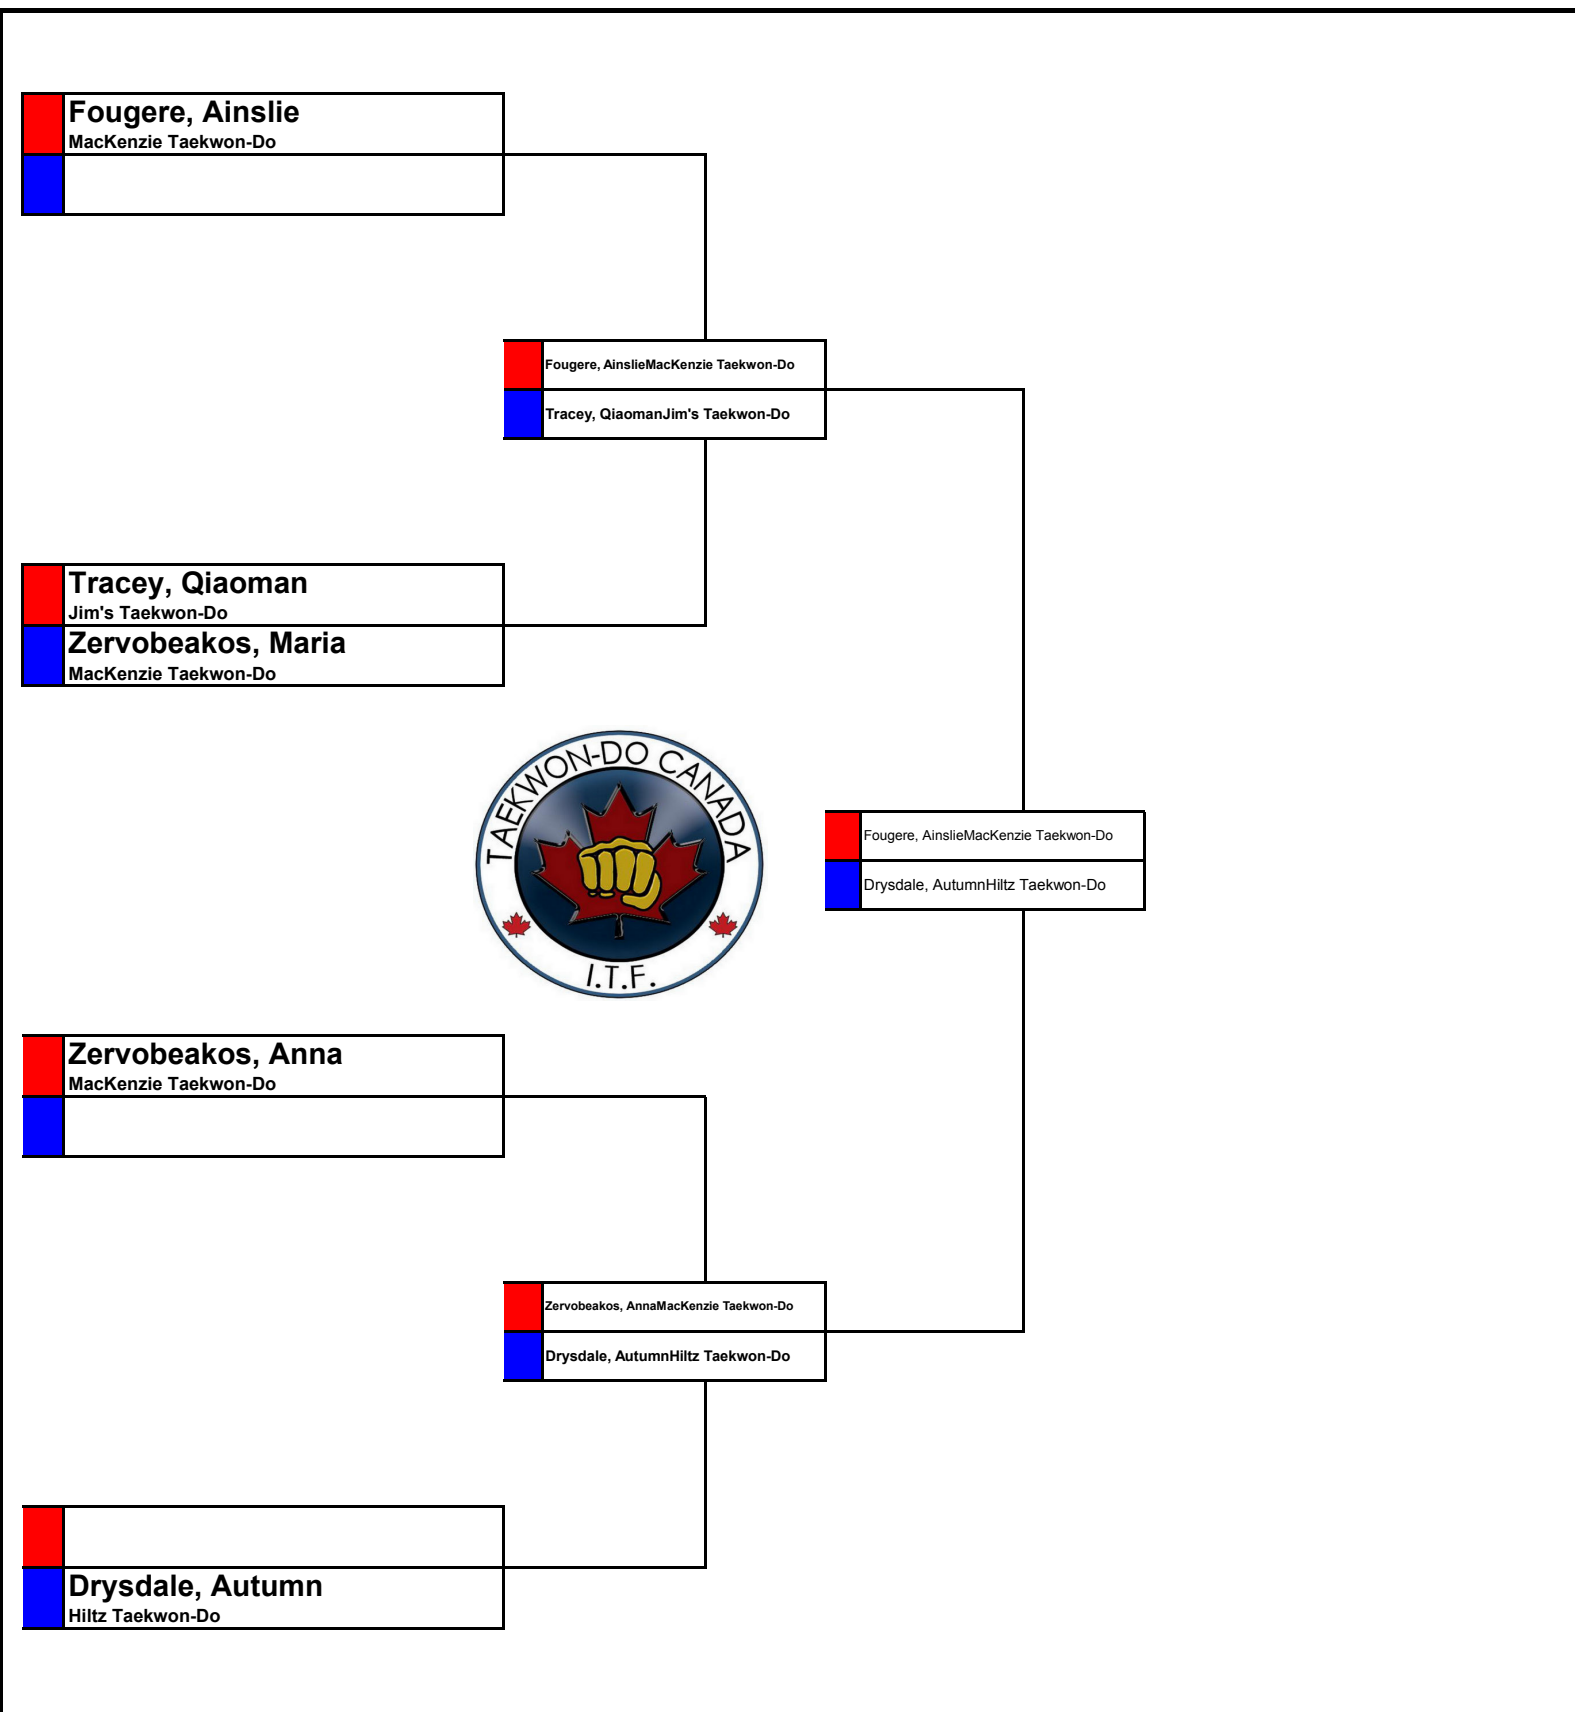 Fougere, Ainslie
MacKenzie Taekwon-Do
Fougere, AinslieMacKenzie Taekwon-Do
Tracey, QiaomanJim's Taekwon-Do
Tracey, Qiaoman
Jim's Taekwon-Do
Zervobeakos, Maria
MacKenzie Taekwon-Do
TAEKWON-DO CANADA
I.T.F.
Fougere, AinslieMacKenzie Taekwon-Do
Drysdale, AutumnHiltz Taekwon-Do
Zervobeakos, Anna
MacKenzie Taekwon-Do
Zervobeakos, AnnaMacKenzie Taekwon-Do
Drysdale, AutumnHiltz Taekwon-Do
Drysdale, Autumn
Hiltz Taekwon-Do